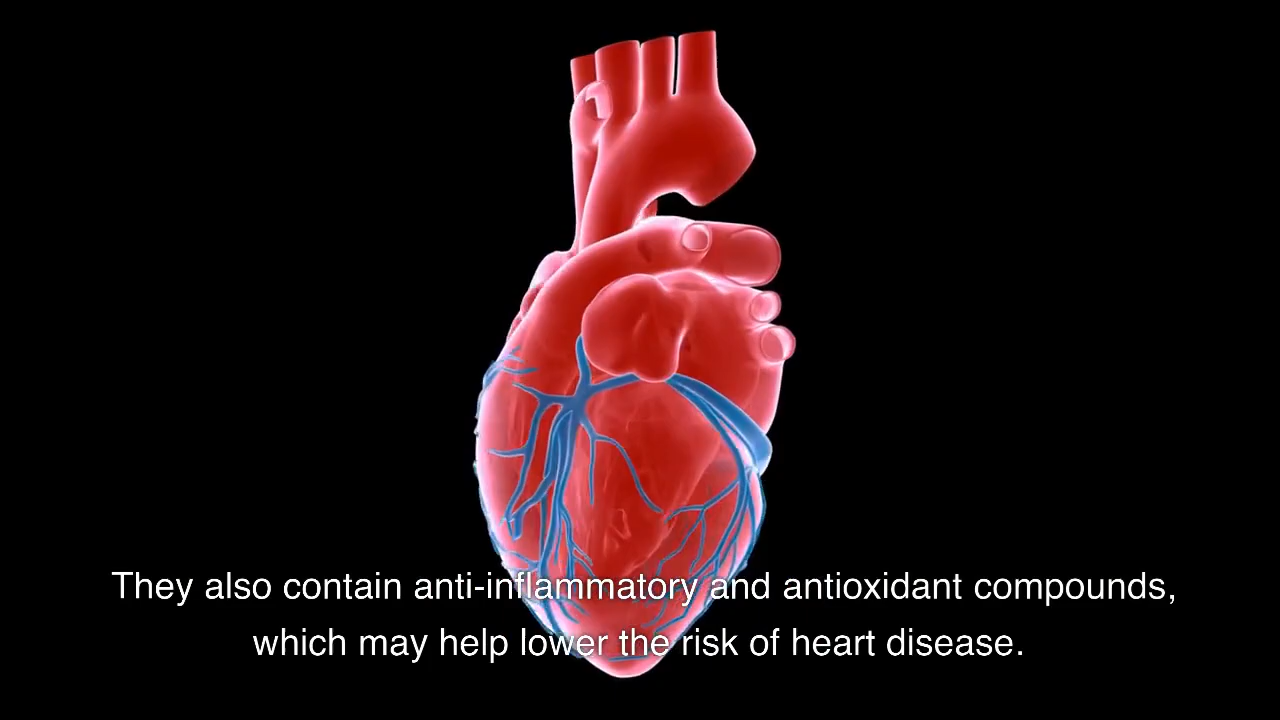 They also contain anti-inflammatory and antioxidant compounds,
which may help lower the risk of heart disease.